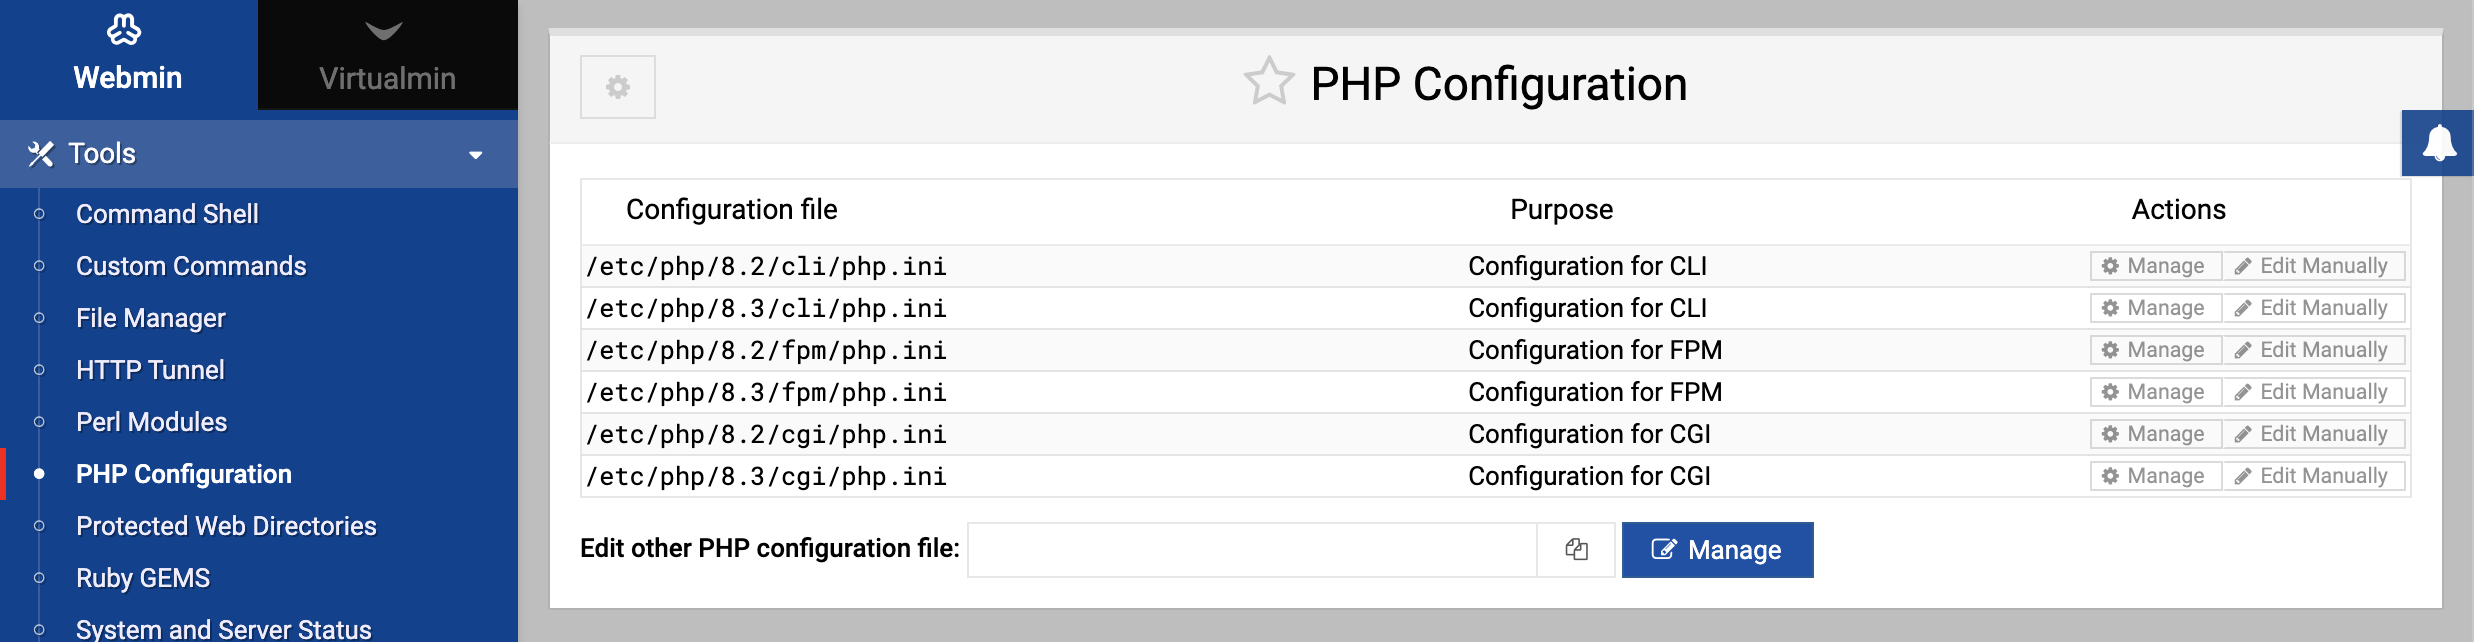 Webmin
Virtualmin
Tools
Command Shell
Custom Commands
File Manager
HTTP Tunnel
Perl Modules
PHP Configuration
Protected Web Directories
Ruby GEMS
System and Server Status
PHP Configuration
Configuration file Purpose Actions
/etc/php/8.2/cli/php.ini Configuration for CLI Manage Edit Manually
/etc/php/8.3/cli/php.ini Configuration for CLI Manage Edit Manually
/etc/php/8.2/fpm/php.ini Configuration for FPM Manage Edit Manually
/etc/php/8.3/fpm/php.ini Configuration for FPM Manage Edit Manually
/etc/php/8.2/cgi/php.ini Configuration for CGI Manage Edit Manually
/etc/php/8.3/cgi/php.ini Configuration for CGI Manage Edit Manually
Edit other PHP configuration file: Manage